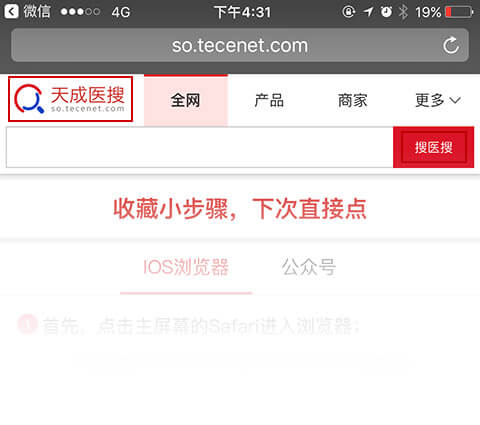 微信 4G 下午4:31 19%
so.tecenet.com
天成医搜 全网 产品 商家 更多
so.tecenet.com
搜医搜
收藏小步骤，下次直接点
IOS浏览器 公众号
1 首先，点击主屏幕的Safari进入浏览器；